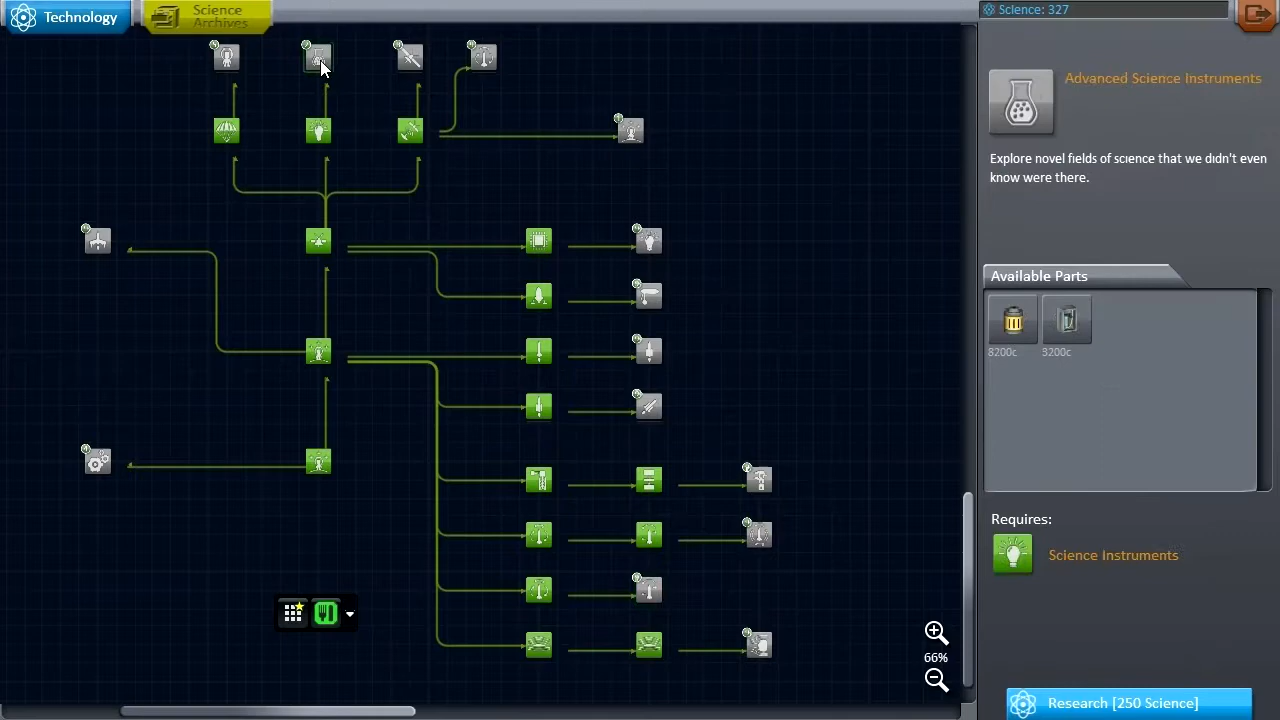 Technology
Science
Archives
Science: 327
Advanced Science Instruments
Explore novel fields of science that we didn't even
know were there.
Available Parts
8200c
3200c
Requires:
Science Instruments
66%
Research [250 Science]